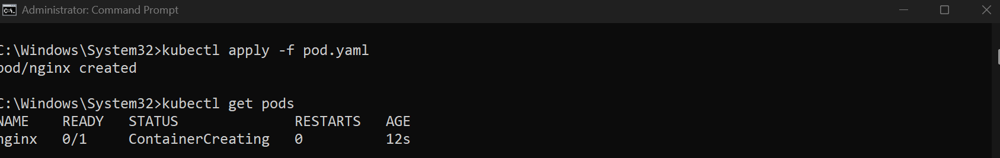 Administrator: Command Prompt
C:\Windows\System32>kubectl apply -f pod.yaml
pod/nginx created
C:\Windows\System32>kubectl get pods
NAME    READY   STATUS              RESTARTS   AGE
nginx   0/1     ContainerCreating   0          12s